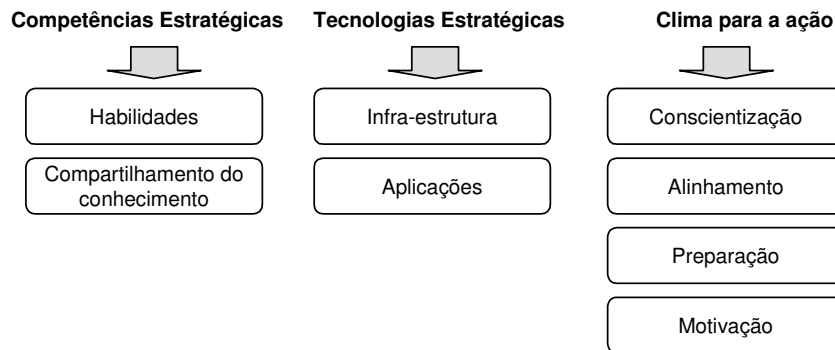 Competências Estratégicas
Habilidades
Compartilhamento do
conhecimento
Tecnologias Estratégicas
Infra-estrutura
Aplicações
Clima para a ação
Conscientização
Alinhamento
Preparação
Motivação